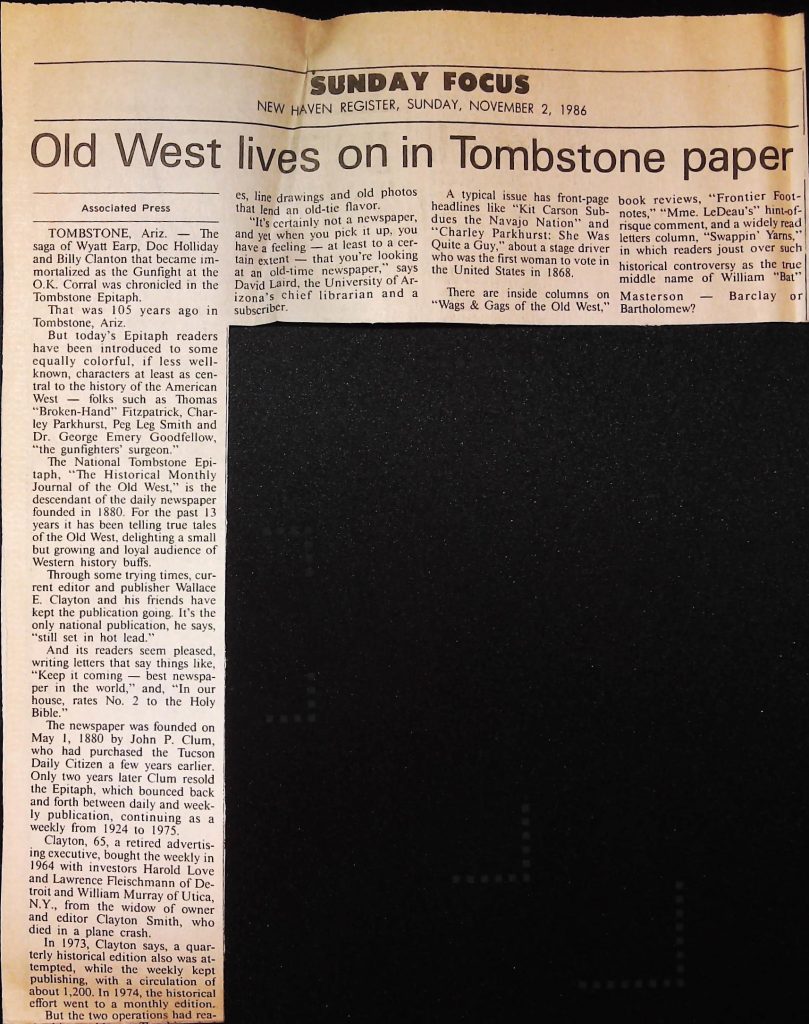 SUNDAY FOCUS
NEW HAVEN REGISTER, SUNDAY, NOVEMBER 2, 1986
Old West lives on in Tombstone paper
Associated Press
TOMBSTONE, Ariz. — The
saga of Wyatt Earp, Doc Holliday
and Billy Clanton that became im-
mortalized as the Gunfight at the
O.K. Corral was chronicled in the
Tombstone Epitaph.
That was 105 years ago in
Tombstone, Ariz.
But today's Epitaph readers
have been introduced to some
equally colorful, if less well-
known, characters at least as cen-
tral to the history of the American
West — folks such as Thomas
"Broken-Hand" Fitzpatrick, Char-
ley Parkhurst, Peg Leg Smith and
Dr. George Emery Goodfellow,
"the gunfighters' surgeon."
The National Tombstone Epi-
taph, "The Historical Monthly
Journal of the Old West," is the
descendant of the daily newspaper
founded in 1880. For the past 13
years it has been telling true tales
of the Old West, delighting a small
but growing and loyal audience of
Western history buffs.
Through some trying times, cur-
rent editor and publisher Wallace
E. Clayton and his friends have
kept the publication going. It's the
only national publication, he says,
"still set in hot lead."
And its readers seem pleased,
writing letters that say things like,
"Keep it coming — best newspa-
per in the world," and, "In our
house, rates No. 2 to the Holy
Bible."
The newspaper was founded on
May 1, 1880 by John P. Clum,
who had purchased the Tucson
Daily Citizen a few years earlier.
Only two years later Clum resold
the Epitaph, which bounced back
and forth between daily and week-
ly publication, continuing as a
weekly from 1924 to 1975.
Clayton, 65, a retired advertis-
ing executive, bought the weekly in
1964 with investors Harold Love
and Lawrence Fleischmann of De-
troit and William Murray of Utica,
N.Y., from the widow of owner
and editor Clayton Smith, who
died in a plane crash.
In 1973, Clayton says, a quar-
terly historical edition also was at-
tempted, while the weekly kept
publishing, with a circulation of
about 1,200. In 1974, the historical
effort went to a monthly edition.
But the two operations had rea-
es, line drawings and old photos
that lend an old-tie flavor.
"It's certainly not a newspaper,
and yet when you pick it up, you
have a feeling — at least to a cer-
tain extent — that you're looking
at an old-time newspaper," says
David Laird, the University of Ar-
izona's chief librarian and a
subscriber.
A typical issue has front-page
headlines like "Kit Carson Sub-
dues the Navajo Nation" and
"Charley Parkhurst: She Was
Quite a Guy," about a stage driver
who was the first woman to vote in
the United States in 1868.
There are inside columns on
"Wags & Gags of the Old West,"
book reviews, "Frontier Foot-
notes," "Mme. LeDeau's" hint-of-
risque comment, and a widely read
letters column, "Swappin' Yarns,"
in which readers joust over such
historical controversy as the true
middle name of William "Bat"
Masterson — Barclay or
Bartholomew?